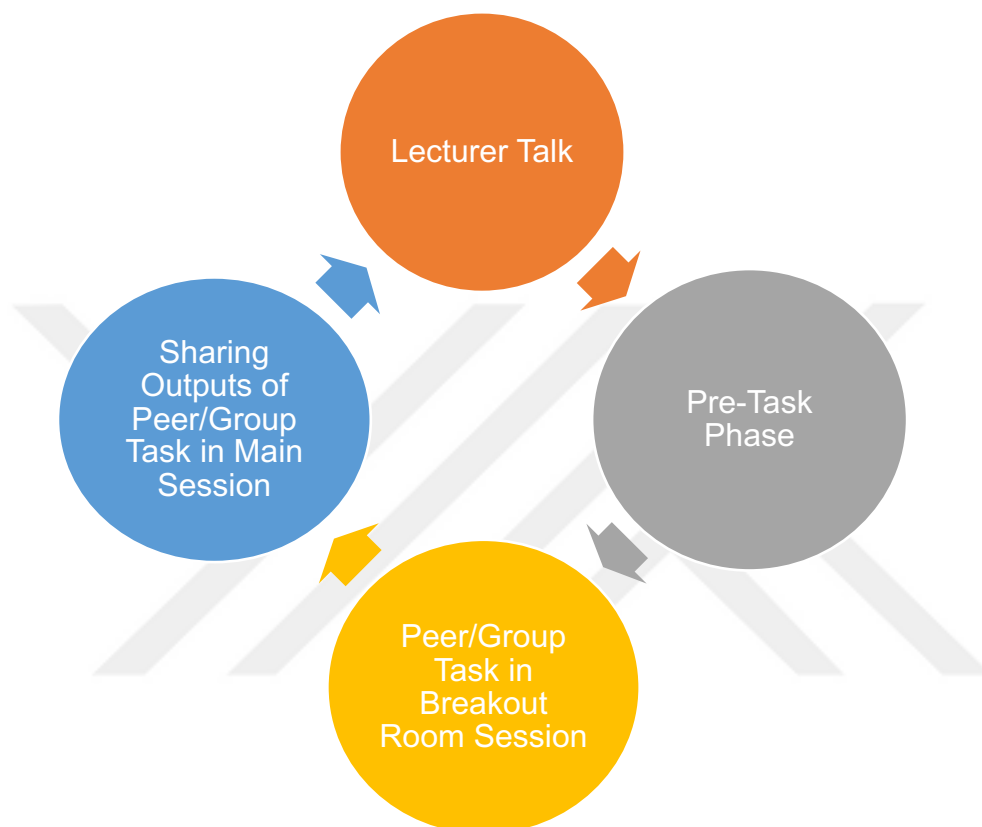 Lecturer Talk
Pre-Task
Phase
Peer/Group
Task in
Breakout
Room Session
Sharing
Outputs of
Peer/Group
Task in Main
Session